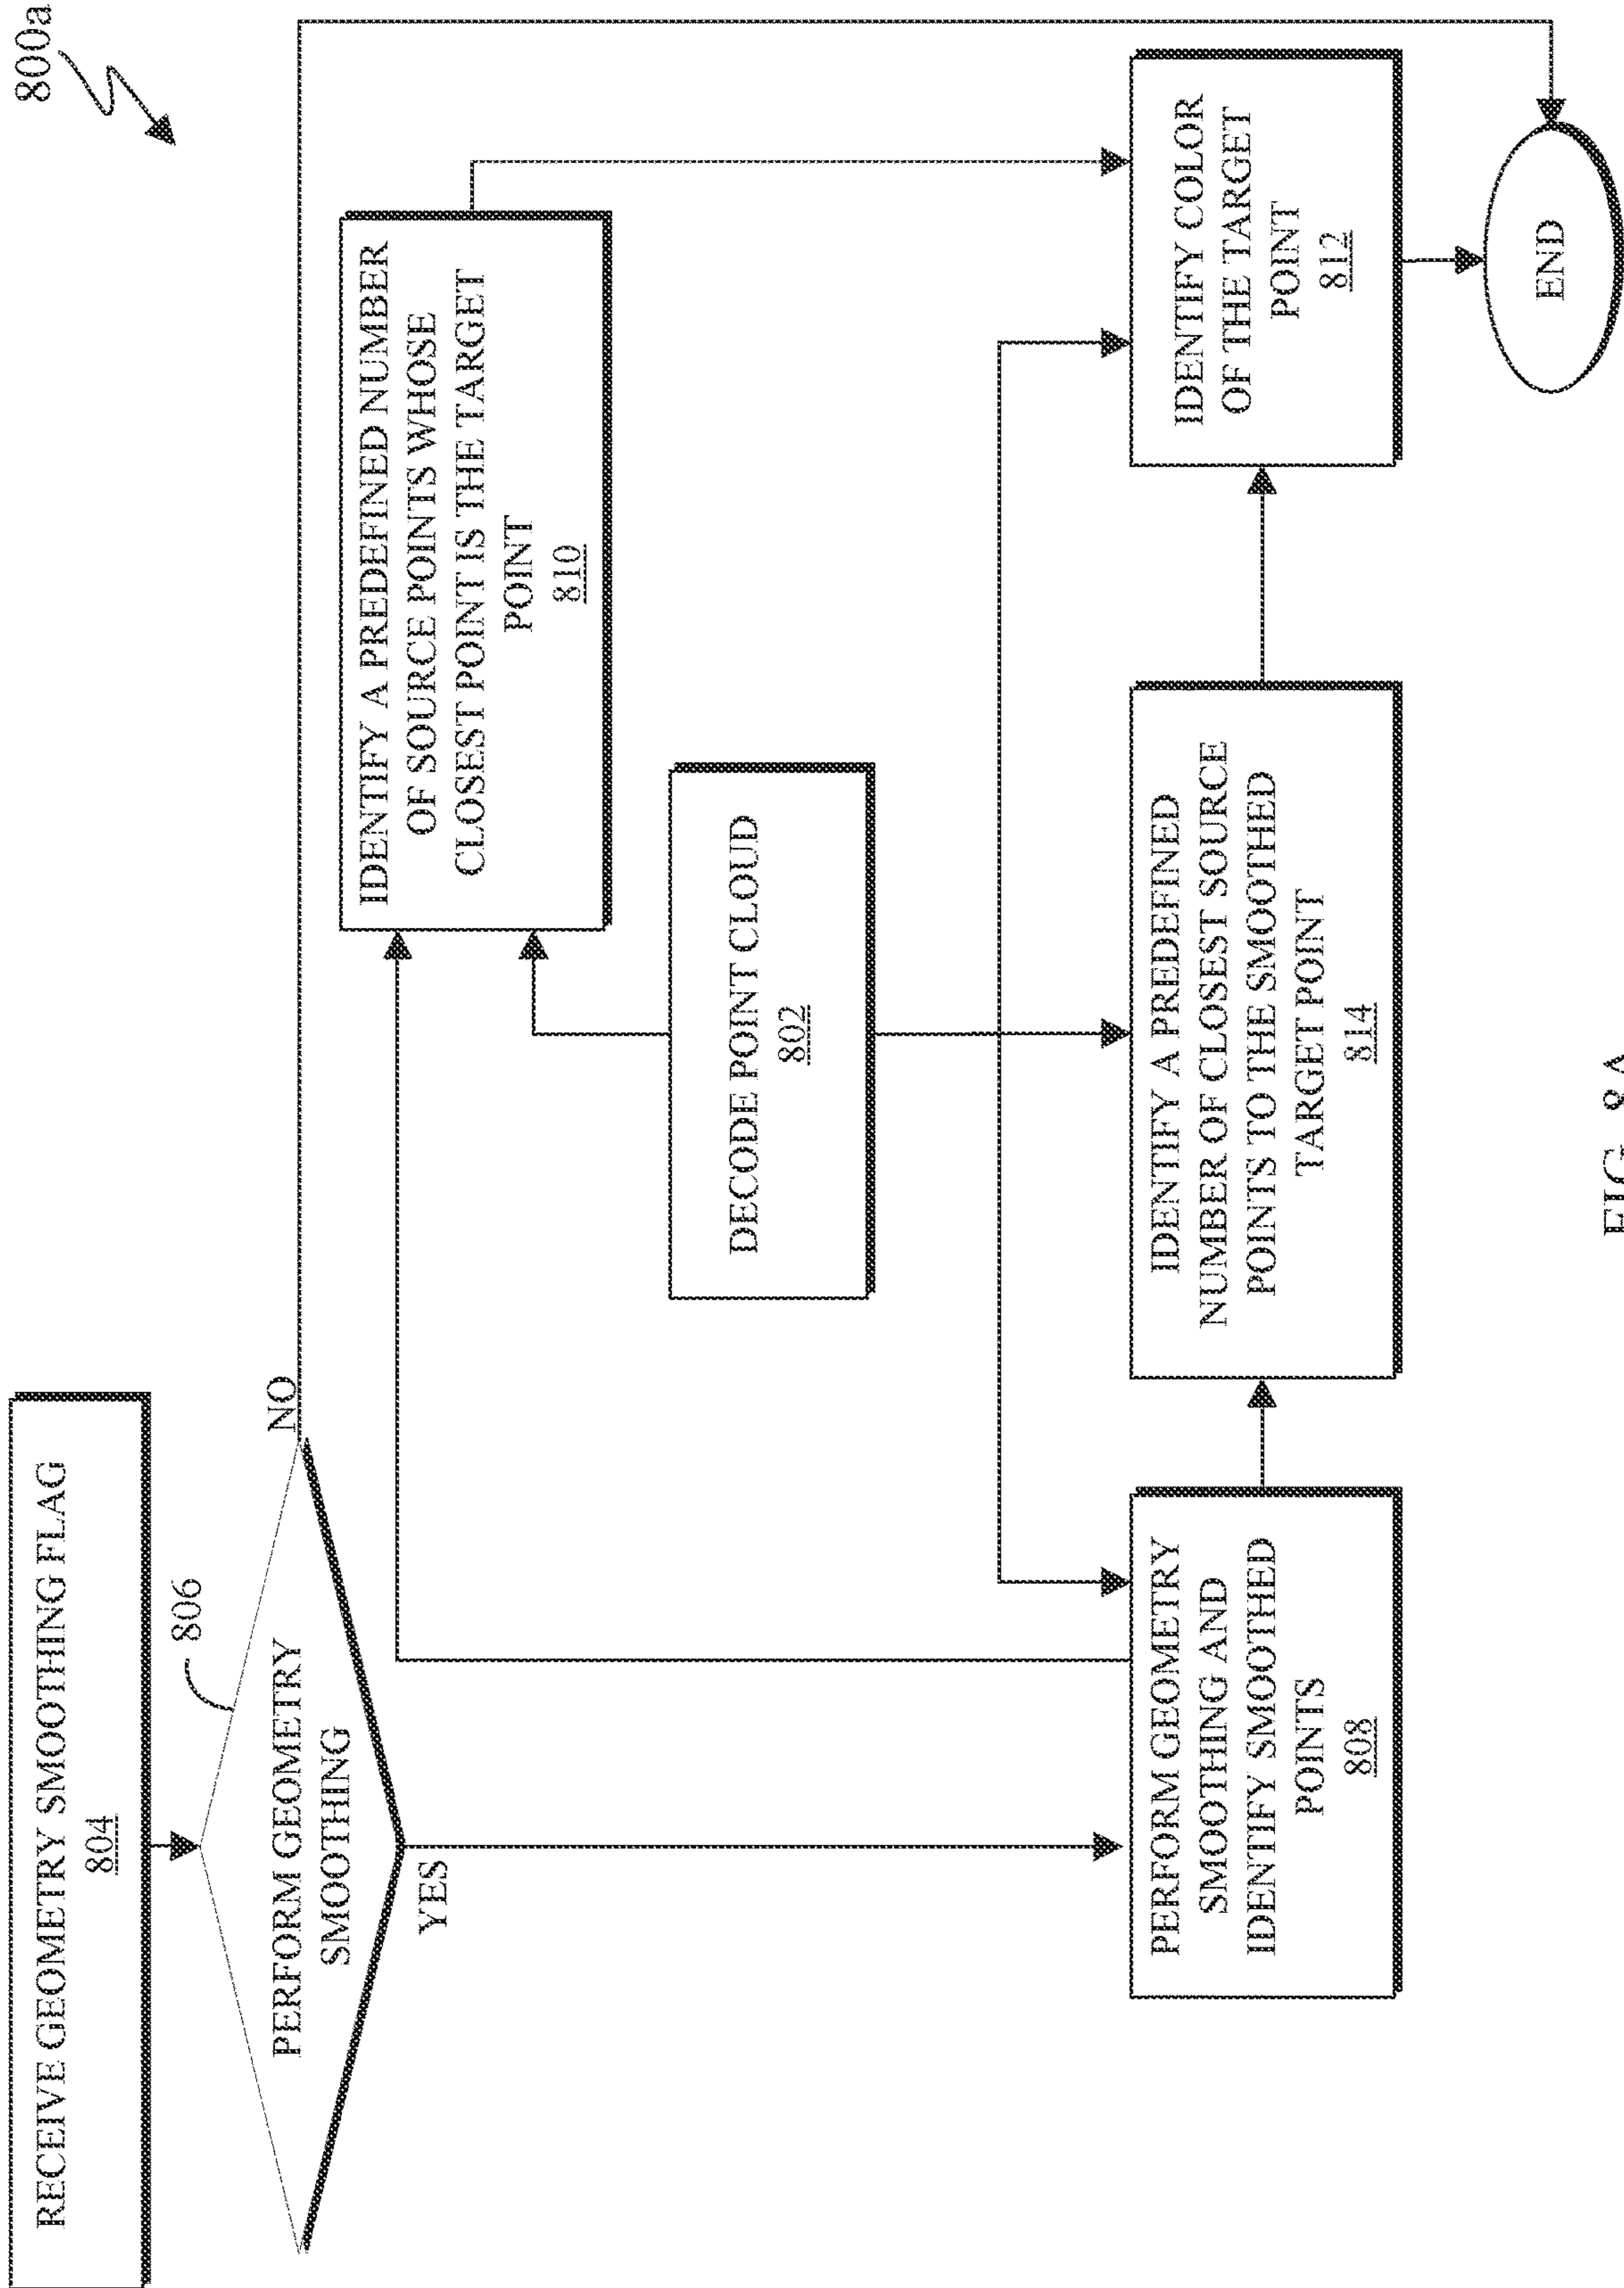 800a
RECEIVE GEOMETRY SMOOTHING FLAG
804
806
PERFORM GEOMETRY
SMOOTHING
NO
YES
IDENTIFY A PREDEFINED NUMBER
OF SOURCE POINTS WHOSE
CLOSEST POINT IS THE TARGET
POINT
810
DECODE POINT CLOUD
802
PERFORM GEOMETRY
SMOOTHING AND
IDENTIFY SMOOTHED
POINTS
808
IDENTIFY A PREDEFINED
NUMBER OF CLOSEST SOURCE
POINTS TO THE SMOOTHED
TARGET POINT
814
IDENTIFY COLOR
OF THE TARGET
POINT
812
END
FIG. 8A